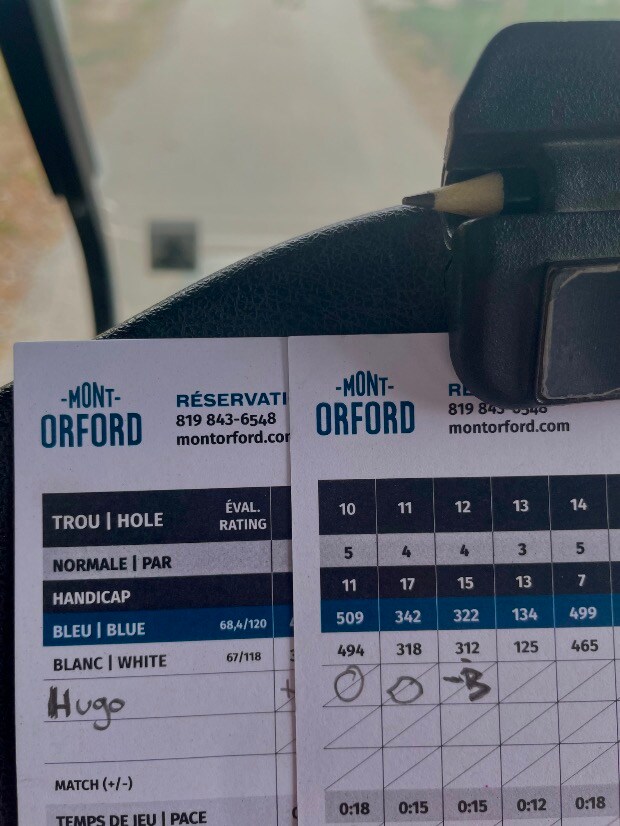 -MONT-
ORFORD
RÉSERVATI
819 843-6548
montorford.com
TROU | HOLE ÉVAL. RATING
NORMALE | PAR
HANDICAP
BLEU | BLUE 68,4/120
BLANC | WHITE 67/118
Hugo +
MATCH (+/-)
TEMPS DE JEU | PACE
-MONT-
ORFORD
RE
819 843-6548
montorford.com
10 11 12 13 14
5 4 4 3 5
11 17 15 13 7
509 342 322 134 499
494 318 312 125 465
0 0 -B
0:18 0:15 0:15 0:12 0:18